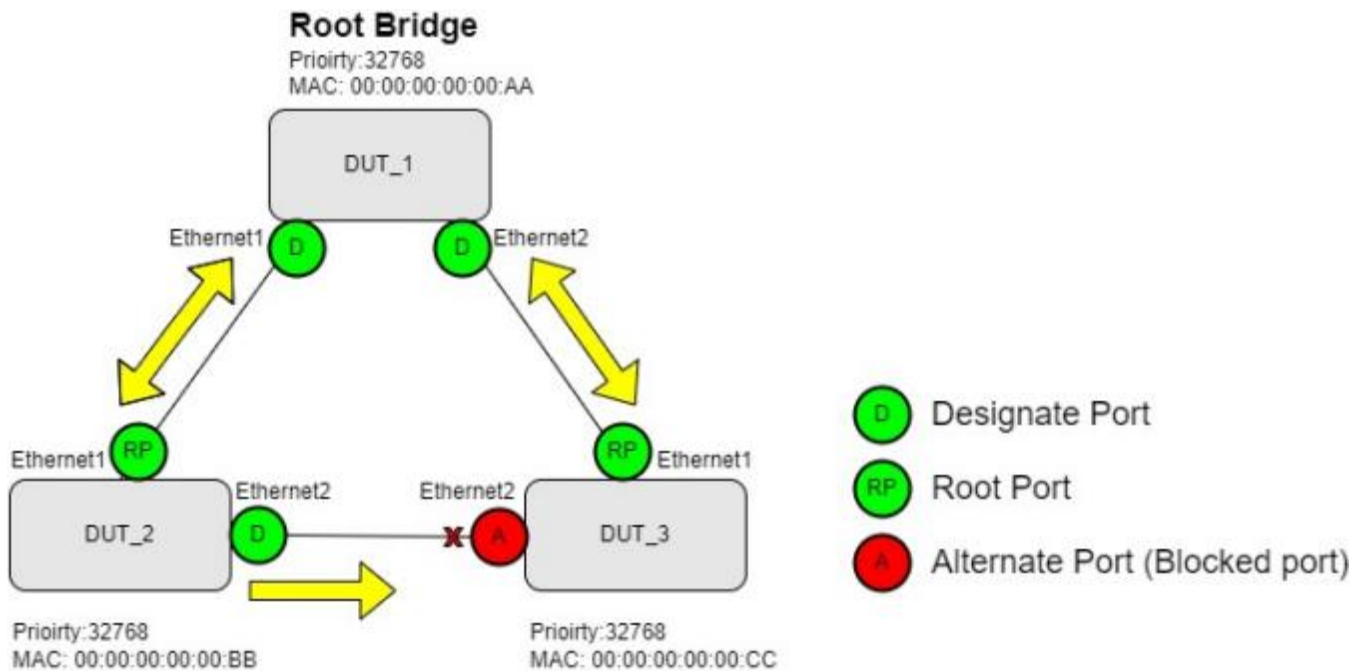 Root Bridge
Prioirty:32768
MAC: 00:00:00:00:00:AA
DUT_1
Ethernet1
D
D
Ethernet2
Ethernet1
RP
RP
Ethernet1
DUT_2
Ethernet2
D
Ethernet2
X
A
DUT_3
Prioirty:32768
MAC: 00:00:00:00:00:BB
Prioirty:32768
MAC: 00:00:00:00:00:CC
D Designate Port
RP Root Port
A Alternate Port (Blocked port)